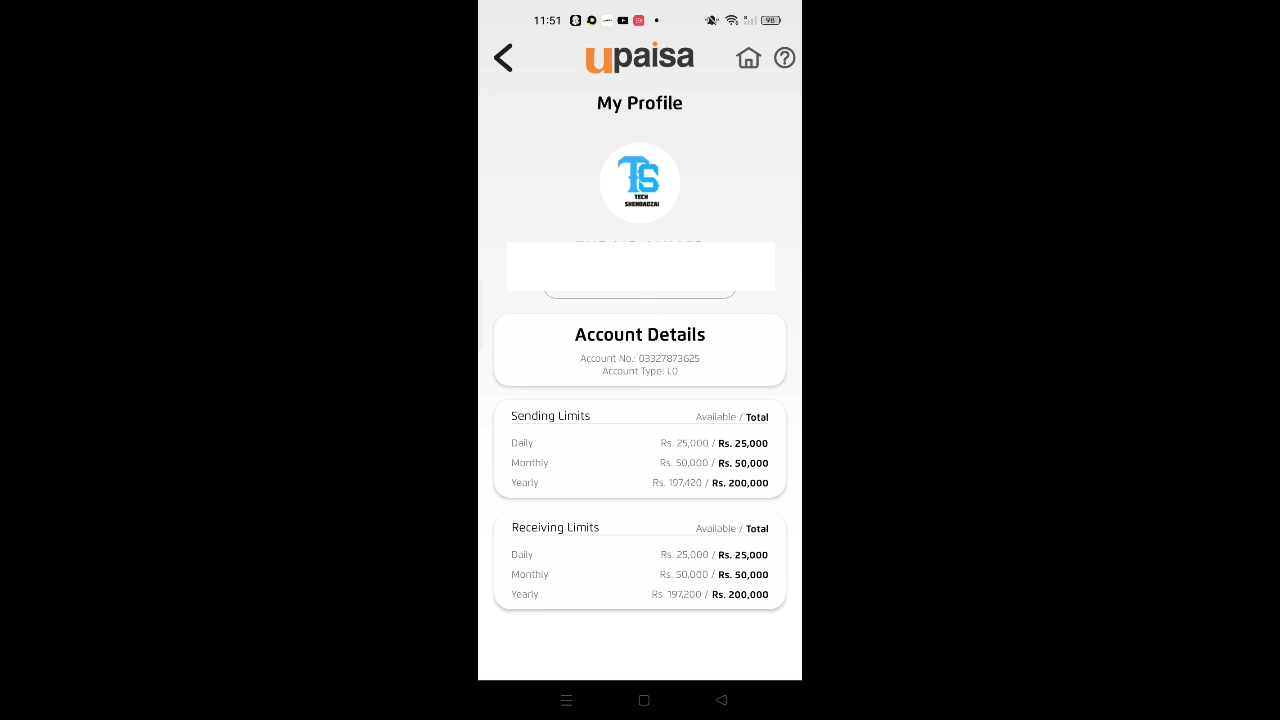 11:51
98
upaisa
My Profile
TS
TECH
SHENBAOZAI
Account Details
Account No.: 03327873625
Account Type: L0
Sending Limits Available / Total
Daily Rs. 25,000 / Rs. 25,000
Monthly Rs. 50,000 / Rs. 50,000
Yearly Rs. 197,420 / Rs. 200,000
Receiving Limits Available / Total
Daily Rs. 25,000 / Rs. 25,000
Monthly Rs. 50,000 / Rs. 50,000
Yearly Rs. 197,200 / Rs. 200,000